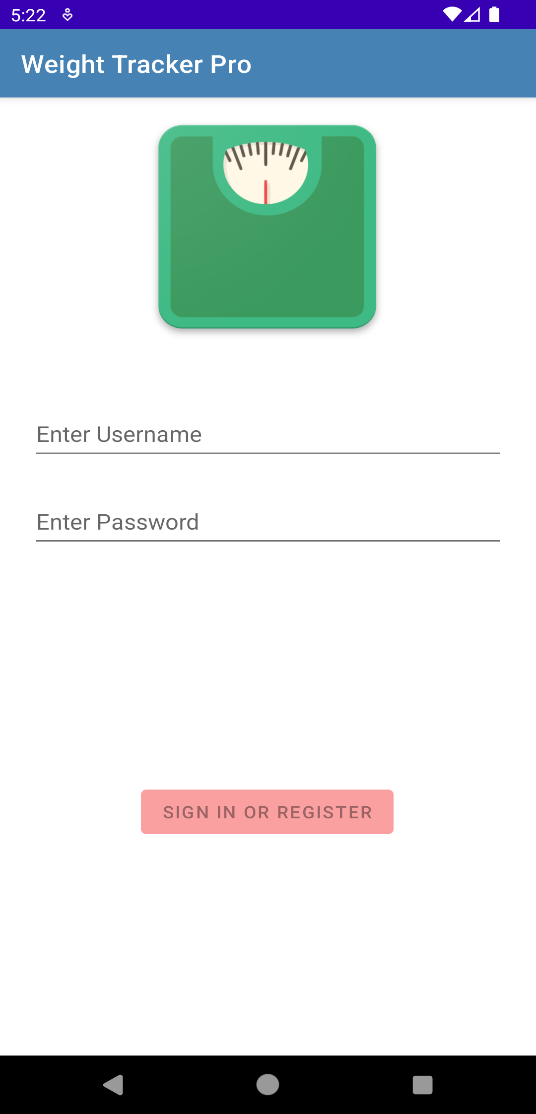 5:22
Weight Tracker Pro
Enter Username
Enter Password
SIGN IN OR REGISTER